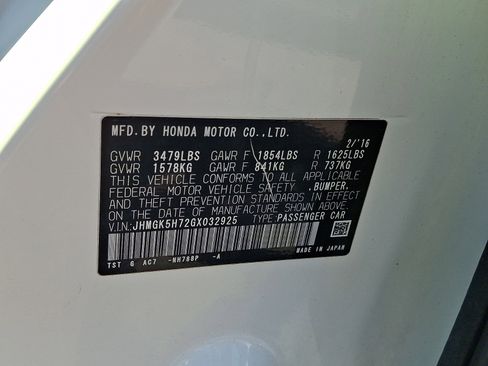 MFD.BY HONDA MOTOR CO.,LTD. 2/'16
GVWR 3479LBS GAWR F 1854LBS R 1625LBS
GVWR 1578KG GAWR F 841KG R 737KG
THIS VEHICLE CONFORMS TO ALL APPLICABLE
FEDERAL MOTOR VEHICLE SAFETY ,BUMPER,
AND THEFT PREVENTION STANDARDS IN EFFECT
ON THE DATE OF MANUFACTURE SHOWN ABOVE.
V.I.N: JHMGK5H72GX032925 TYPE:PASSENGER CAR
TST G AC7 -NH788P -A MADE IN JAPAN